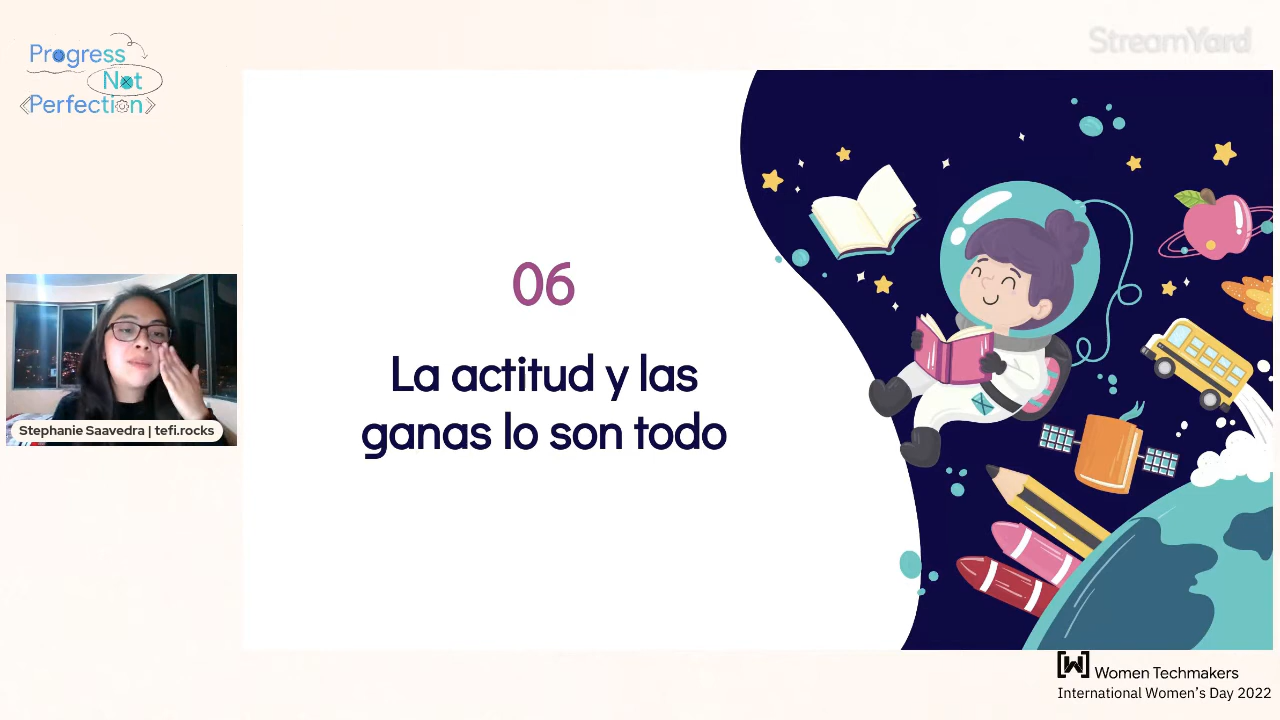 Progress
Not
Perfection
StreamYard
06
La actitud y las
ganas lo son todo
Stephanie Saavedra | tefi.rocks
[W] Women Techmakers
International Women's Day 2022